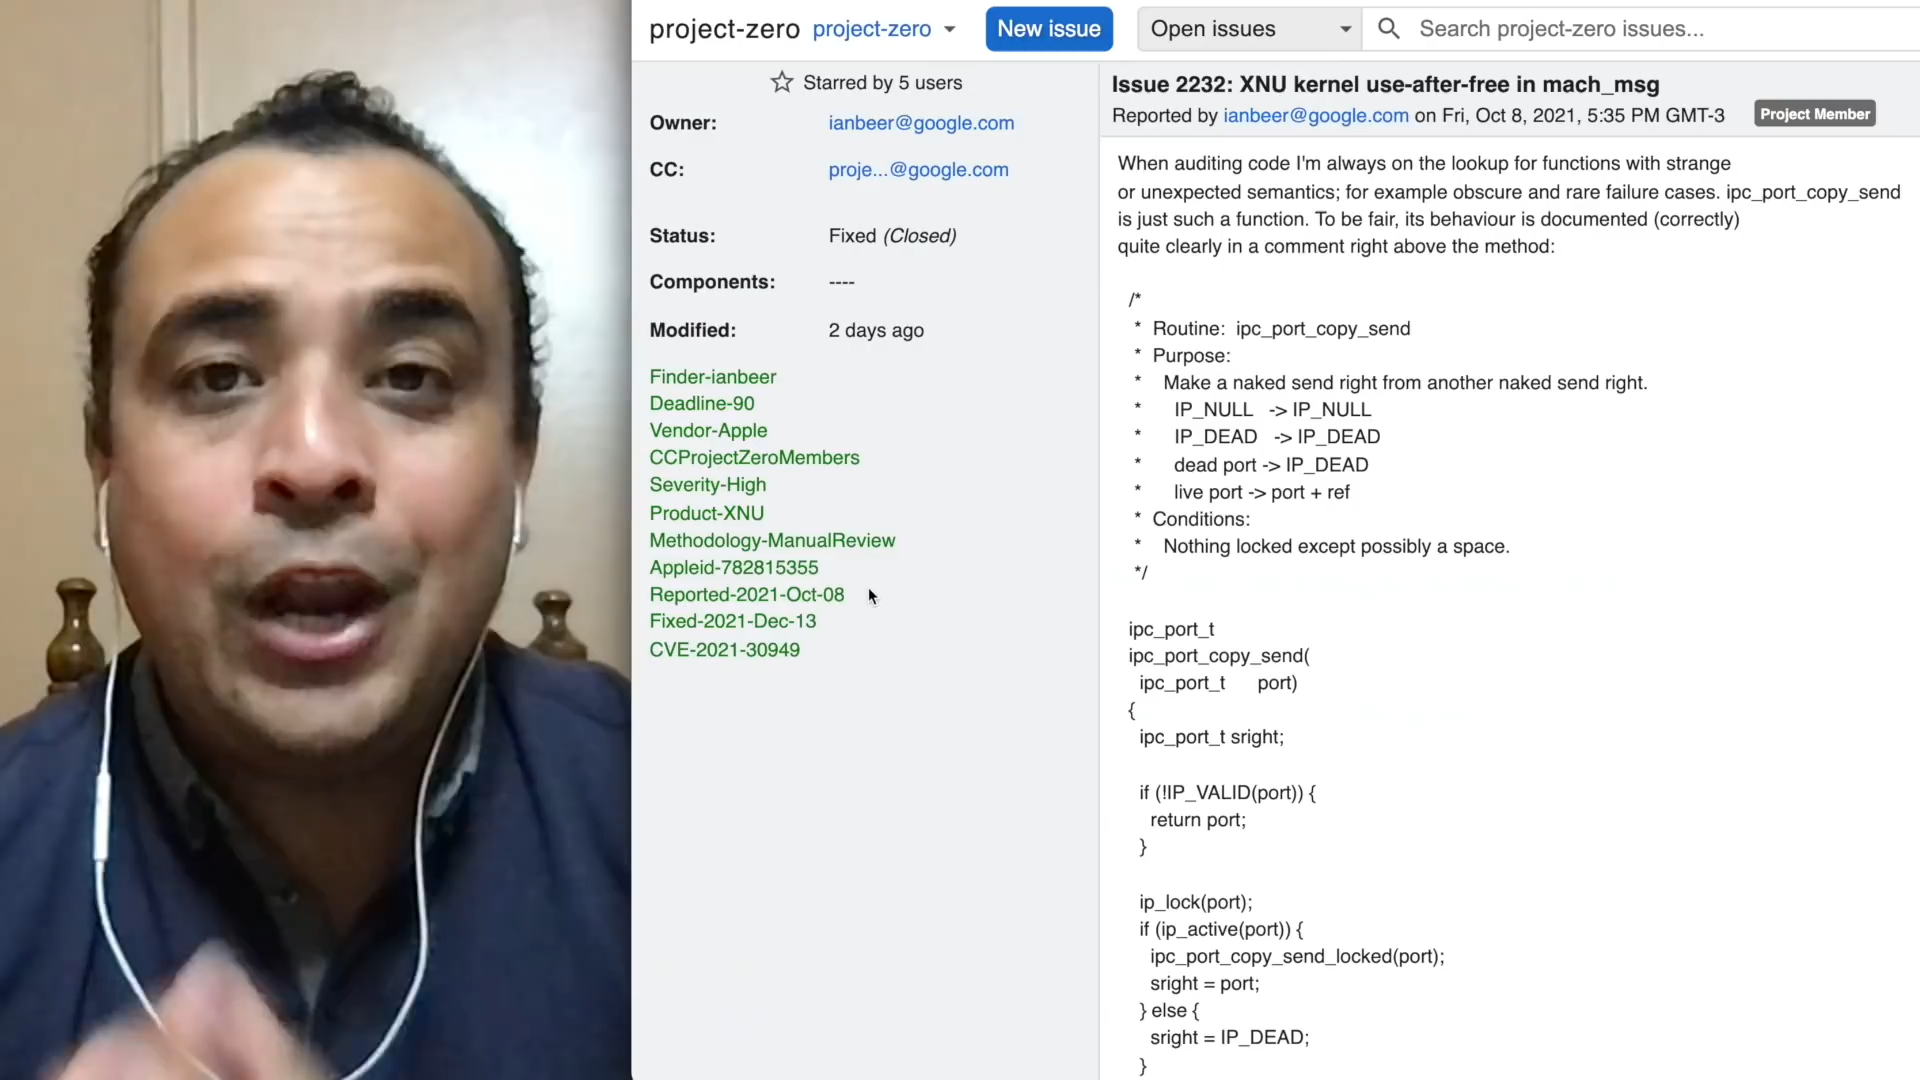 project-zero project-zero New issue Open issues Search project-zero issues...
Starred by 5 users
Owner: ianbeer@google.com
CC: proje...@google.com
Status: Fixed (Closed)
Components: ----
Modified: 2 days ago
Finder-ianbeer
Deadline-90
Vendor-Apple
CCProjectZeroMembers
Severity-High
Product-XNU
Methodology-ManualReview
Appleid-782815355
Reported-2021-Oct-08
Fixed-2021-Dec-13
CVE-2021-30949
Issue 2232: XNU kernel use-after-free in mach_msg
Reported by ianbeer@google.com on Fri, Oct 8, 2021, 5:35 PM GMT-3 Project Member
When auditing code I'm always on the lookup for functions with strange
or unexpected semantics; for example obscure and rare failure cases. ipc_port_copy_send
is just such a function. To be fair, its behaviour is documented (correctly)
quite clearly in a comment right above the method:
/*
* Routine: ipc_port_copy_send
* Purpose:
* Make a naked send right from another naked send right.
* IP_NULL -> IP_NULL
* IP_DEAD -> IP_DEAD
* dead port -> IP_DEAD
* live port -> port + ref
* Conditions:
* Nothing locked except possibly a space.
*/
ipc_port_t
ipc_port_copy_send(
ipc_port_t port)
{
ipc_port_t sright;
if (!IP_VALID(port)) {
return port;
}
ip_lock(port);
if (ip_active(port)) {
ipc_port_copy_send_locked(port);
sright = port;
} else {
sright = IP_DEAD;
}